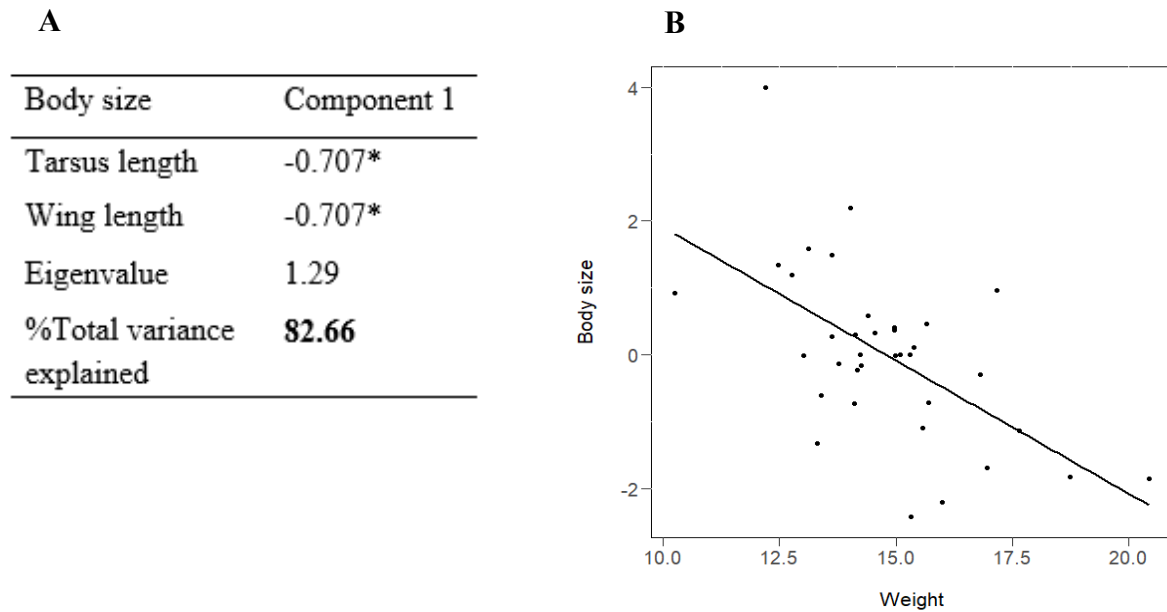 A
Body size Component 1
Tarsus length -0.707*
Wing length -0.707*
Eigenvalue 1.29
%Total variance 82.66
explained
B
4
2
0
-2
Body size
10.0 12.5 15.0 17.5 20.0
Weight